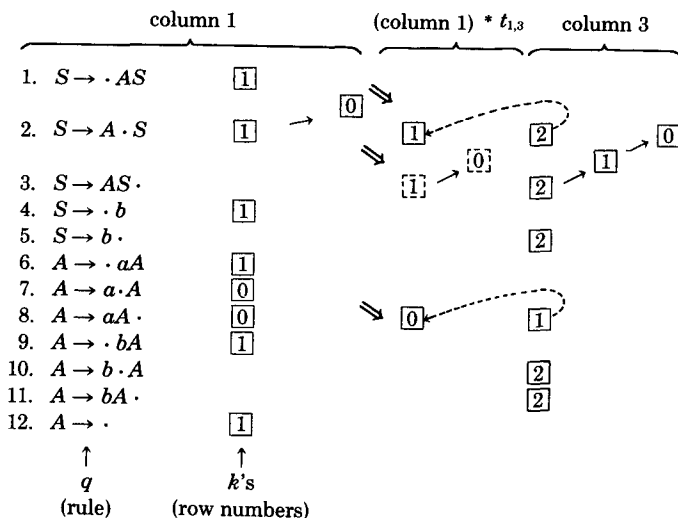 column 1 (column 1) * t₁,₃ column 3
1. S → · AS 1
0
2. S → A · S 1 → 1 2 0
0 1
3. S → AS · 1 → 2 →
4. S → · b 1
5. S → b · 2
6. A → · aA 1
7. A → a · A 0
8. A → aA · 0 0 1
9. A → · bA 1
10. A → b · A 2
11. A → bA · 2
12. A → · 1
↑ ↑
q k's
(rule) (row numbers)